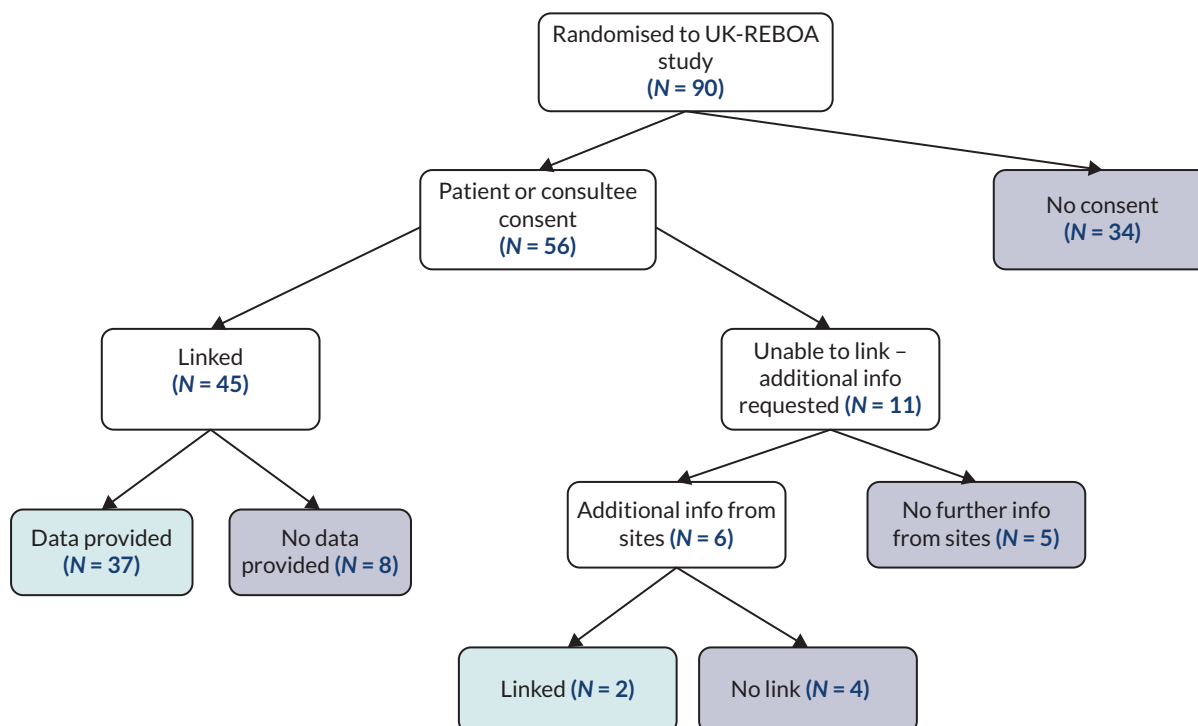 Randomised to UK-REBOA
study
(N = 90)
Patient or consultee
consent
(N = 56)
No consent
(N = 34)
Linked
(N = 45)
Unable to link –
additional info
requested (N = 11)
Data provided
(N = 37)
No data
provided (N = 8)
Additional info from
sites (N = 6)
No further info
from sites (N = 5)
Linked (N = 2)
No link (N = 4)